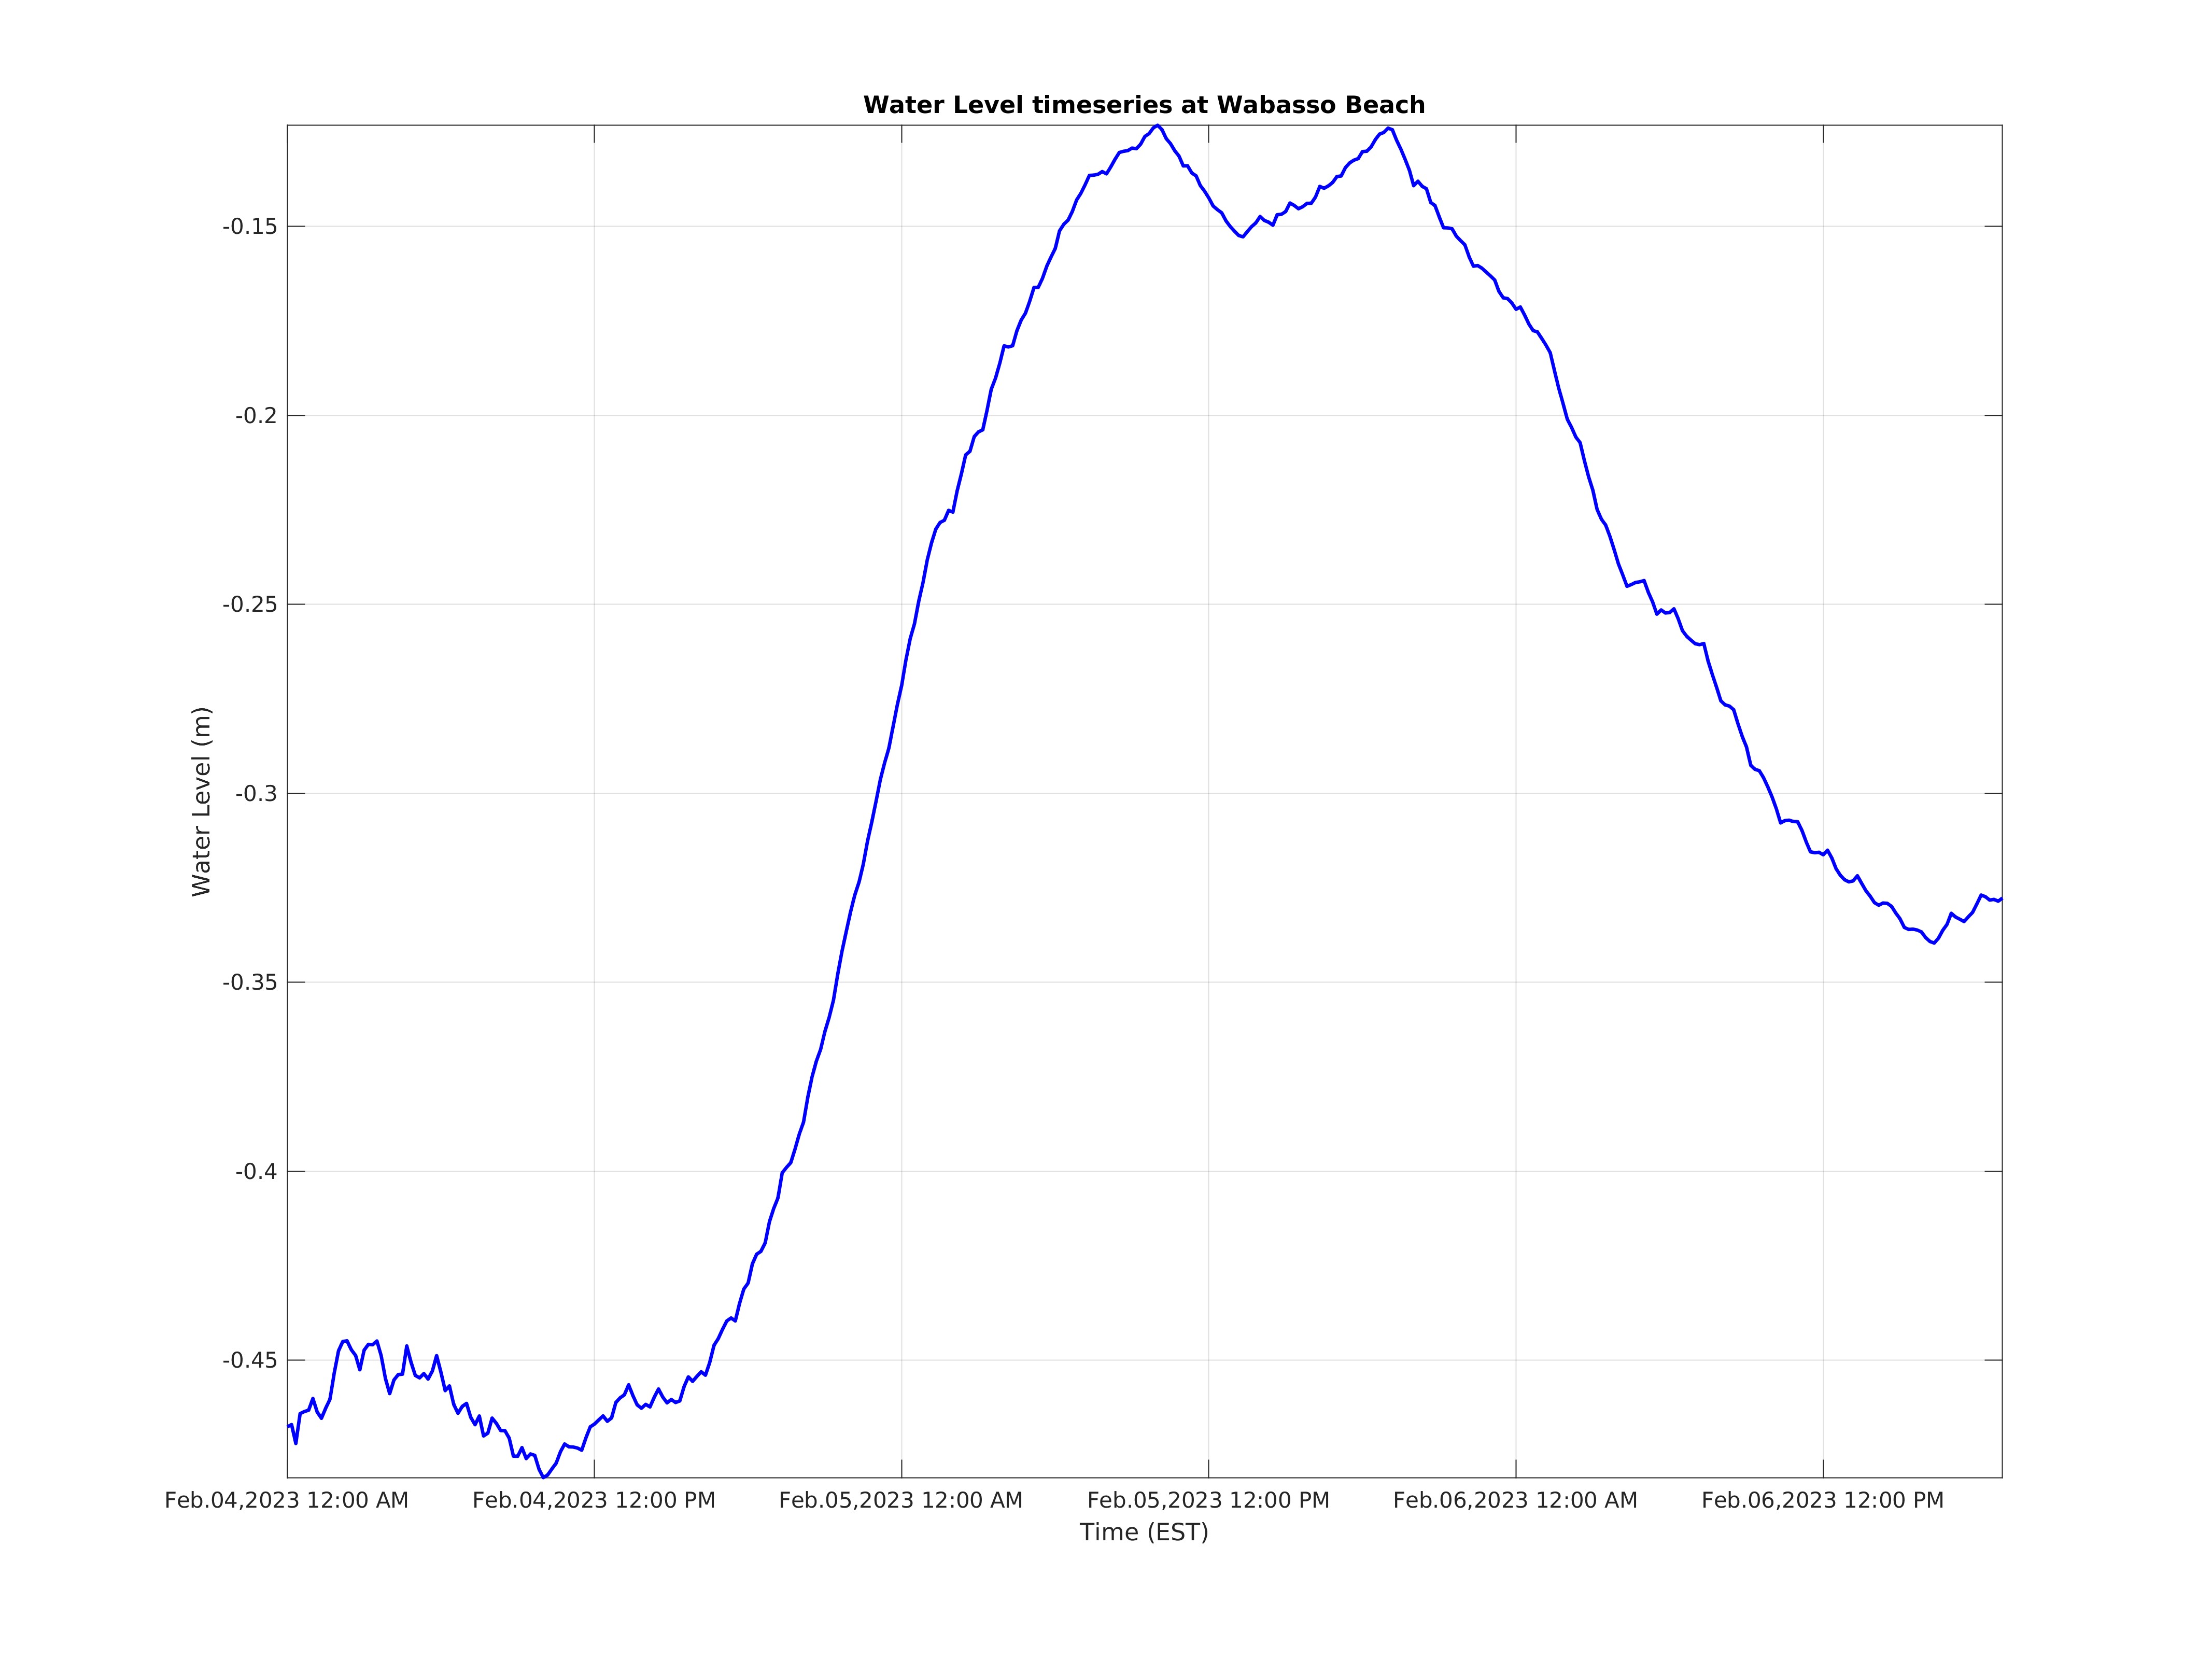 Water Level timeseries at Wabasso Beach
Water Level (m)
-0.15
-0.2
-0.25
-0.3
-0.35
-0.4
-0.45
Feb.04,2023 12:00 AM
Feb.04,2023 12:00 PM
Feb.05,2023 12:00 AM
Feb.05,2023 12:00 PM
Feb.06,2023 12:00 AM
Feb.06,2023 12:00 PM
Time (EST)